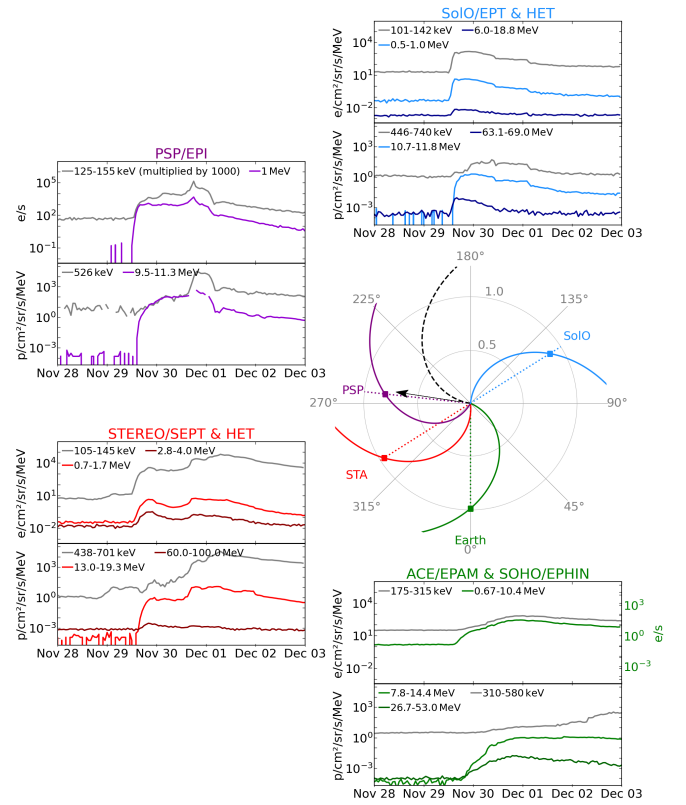 SolO/EPT & HET
101-142 keV
6.0-18.8 MeV
0.5-1.0 MeV
10⁴
10¹
10⁻²
e/cm²/sr/s/MeV
446-740 keV
63.1-69.0 MeV
10.7-11.8 MeV
10³
10⁰
10⁻³
p/cm²/sr/s/MeV
Nov 28 Nov 29 Nov 30 Dec 01 Dec 02 Dec 03
PSP/EPI
125-155 keV (multiplied by 1000)
1 MeV
10⁵
10²
10⁻¹
e/s
526 keV
9.5-11.3 MeV
10³
10⁰
10⁻³
p/cm²/sr/s/MeV
Nov 28 Nov 29 Nov 30 Dec 01 Dec 02 Dec 03
180°
225°
1.0
135°
SolO
0.5
PSP
270°
90°
STA
315°
45°
Earth
0°
STEREO/SEPT & HET
105-145 keV
2.8-4.0 MeV
0.7-1.7 MeV
10⁴
10¹
10⁻²
e/cm²/sr/s/MeV
438-701 keV
60.0-100.0 MeV
13.0-19.3 MeV
10³
10⁰
10⁻³
p/cm²/sr/s/MeV
Nov 28 Nov 29 Nov 30 Dec 01 Dec 02 Dec 03
ACE/EPAM & SOHO/EPHIN
175-315 keV
0.67-10.4 MeV
10⁴
10¹
10⁻²
e/cm²/sr/s/MeV
10³
10⁰
10⁻³
e/s
7.8-14.4 MeV
310-580 keV
26.7-53.0 MeV
10³
10⁰
10⁻³
p/cm²/sr/s/MeV
Nov 28 Nov 29 Nov 30 Dec 01 Dec 02 Dec 03